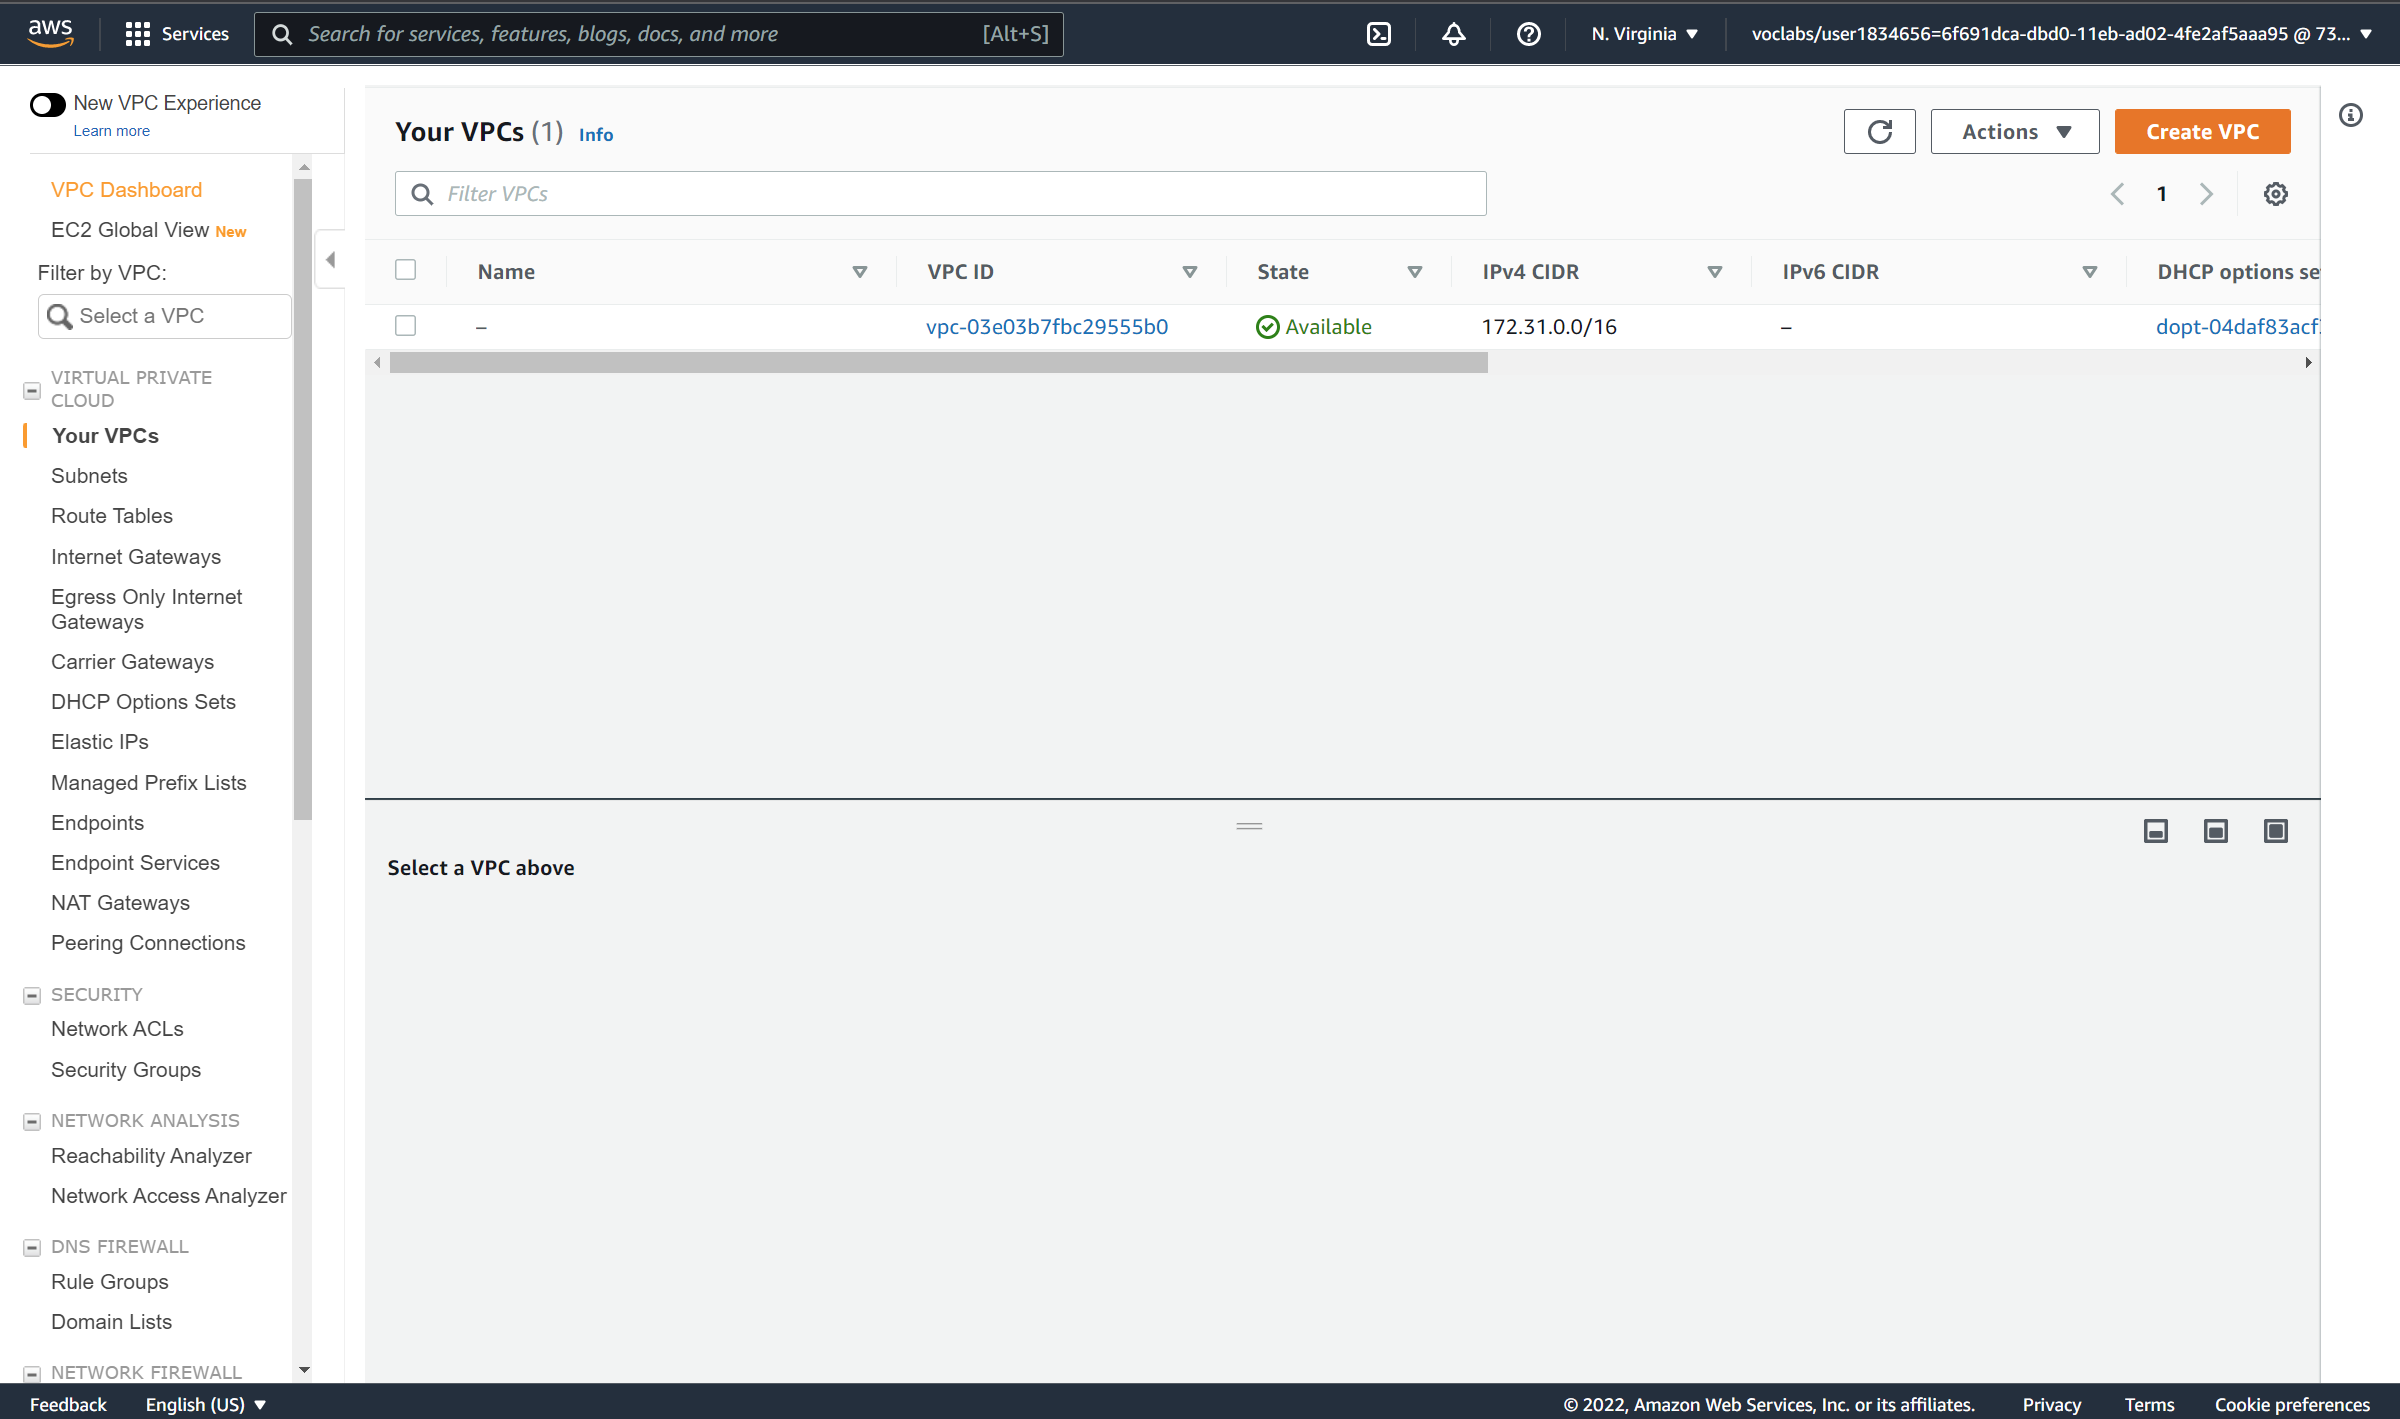 aws
Services
Search for services, features, blogs, docs, and more [Alt+S]
N. Virginia
voclabs/user1834656=6f691dca-dbd0-11eb-ad02-4fe2af5aaa95 @ 73...
New VPC Experience
Learn more
VPC Dashboard
EC2 Global View New
Filter by VPC:
Select a VPC
VIRTUAL PRIVATE
CLOUD
Your VPCs
Subnets
Route Tables
Internet Gateways
Egress Only Internet
Gateways
Carrier Gateways
DHCP Options Sets
Elastic IPs
Managed Prefix Lists
Endpoints
Endpoint Services
NAT Gateways
Peering Connections
SECURITY
Network ACLs
Security Groups
NETWORK ANALYSIS
Reachability Analyzer
Network Access Analyzer
DNS FIREWALL
Rule Groups
Domain Lists
NETWORK FIREWALL
Your VPCs (1) Info
Actions
Create VPC
Filter VPCs
1
Name VPC ID State IPv4 CIDR IPv6 CIDR DHCP options se
– vpc-03e03b7fbc29555b0 Available 172.31.0.0/16 – dopt-04daf83acf
Select a VPC above
Feedback English (US)
© 2022, Amazon Web Services, Inc. or its affiliates. Privacy Terms Cookie preferences